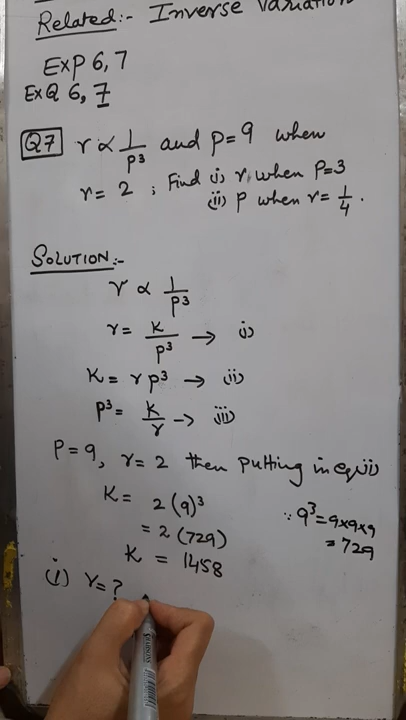 Related:- Inverse Variation
Exp 6, 7
Ex Q 6, 7
Q7 r ∝ 1/p³ and p=9 when
r=2 ; Find (i) r, when p=3
(ii) p when r=1/4.
SOLUTION:-
r ∝ 1/p³
r = K/p³ → (i)
K = r p³ → (ii)
p³ = K/r → (iii)
P=9, r=2 then putting in eq(ii)
K = 2(9)³
= 2(729)
∵ 9³=9×9×9
=729
K = 1458
(i) r=?